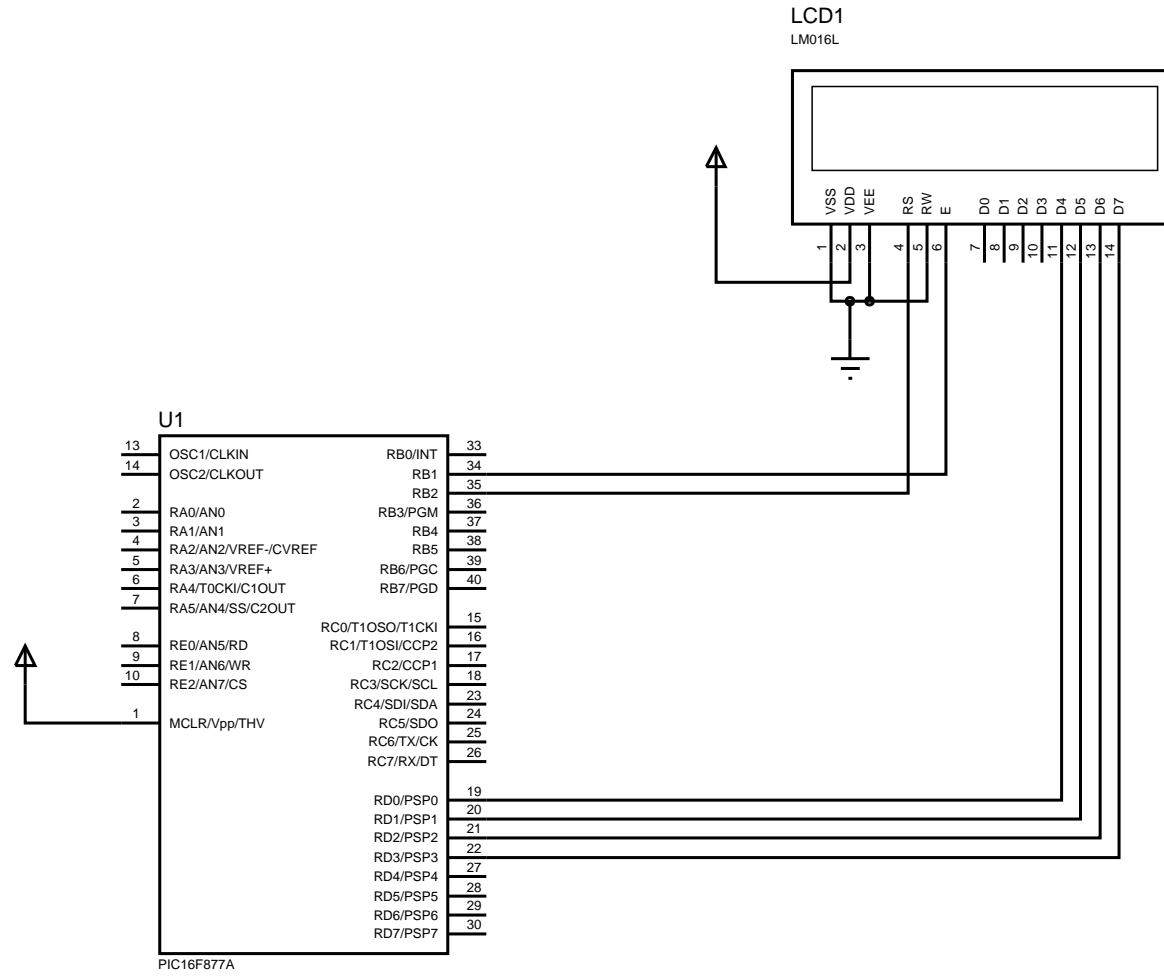 LCD1
LM016L
VSS
VDD
VEE
RS
RW
E
D0
D1
D2
D3
D4
D5
D6
D7
1
2
3
4
5
6
7
8
9
10
11
12
13
14
U1
13 OSC1/CLKIN RB0/INT 33
14 OSC2/CLKOUT RB1 34
RB2 35
2 RA0/AN0 RB3/PGM 36
3 RA1/AN1 RB4 37
4 RA2/AN2/VREF-/CVREF RB5 38
5 RA3/AN3/VREF+ RB6/PGC 39
6 RA4/T0CKI/C1OUT RB7/PGD 40
7 RA5/AN4/SS/C2OUT
RC0/T1OSO/T1CKI 15
8 RE0/AN5/RD RC1/T1OSI/CCP2 16
9 RE1/AN6/WR RC2/CCP1 17
10 RE2/AN7/CS RC3/SCK/SCL 18
RC4/SDI/SDA 23
1 MCLR/Vpp/THV RC5/SDO 24
RC6/TX/CK 25
RC7/RX/DT 26
RD0/PSP0 19
RD1/PSP1 20
RD2/PSP2 21
RD3/PSP3 22
RD4/PSP4 27
RD5/PSP5 28
RD6/PSP6 29
RD7/PSP7 30
PIC16F877A